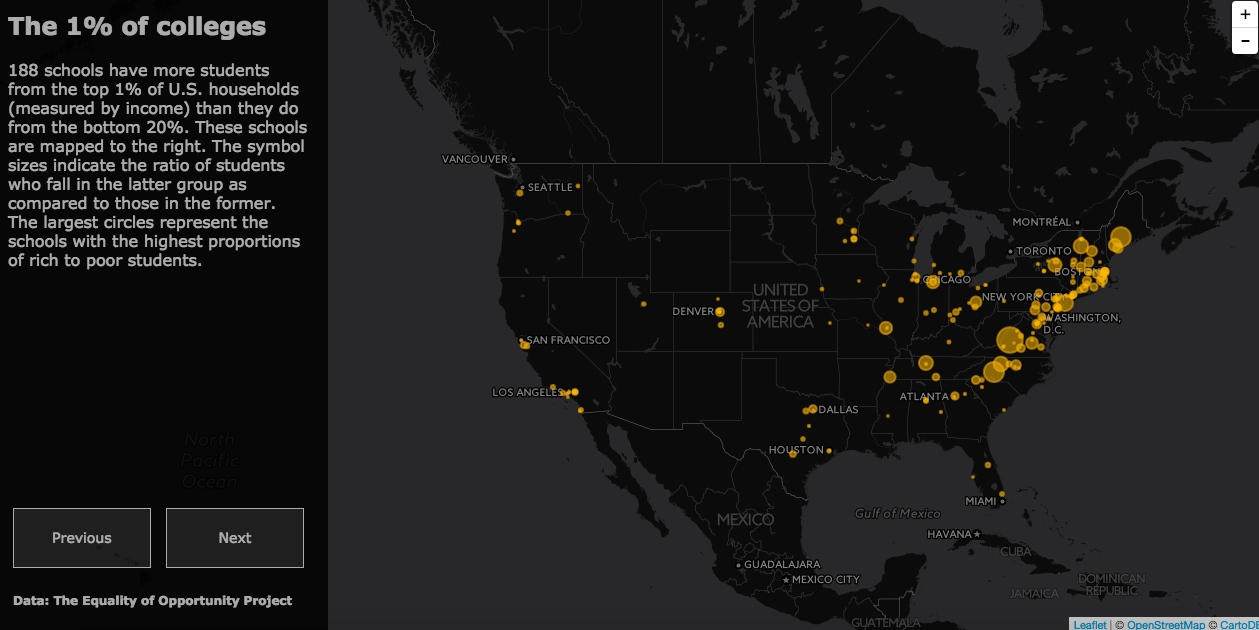 The 1% of colleges
188 schools have more students
from the top 1% of U.S. households
(measured by income) than they do
from the bottom 20%. These schools
are mapped to the right. The symbol
sizes indicate the ratio of students
who fall in the latter group as
compared to those in the former.
The largest circles represent the
schools with the highest proportions
of rich to poor students.
North
Pacific
Ocean
Previous
Next
Data: The Equality of Opportunity Project
+
-
VANCOUVER
SEATTLE
MONTRÉAL
TORONTO
BOSTON
CHICAGO
NEW YORK CITY
UNITED
STATES OF
AMERICA
DENVER
WASHINGTON,
D.C.
SAN FRANCISCO
LOS ANGELES
ATLANTA
DALLAS
HOUSTON
MIAMI
Gulf of Mexico
MEXICO
HAVANA
CUBA
GUADALAJARA
MEXICO CITY
DOMINICAN
REPUBLIC
JAMAICA
GUATEMALA
Leaflet | © OpenStreetMap © CartoDB